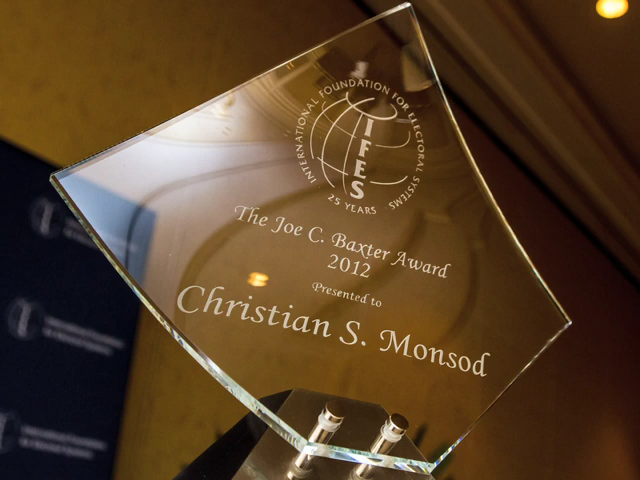 INTERNATIONAL FOUNDATION FOR ELECTORAL SYSTEMS
IFES
25 YEARS
The Joe C. Baxter Award
2012
Presented to
Christian S. Monsod